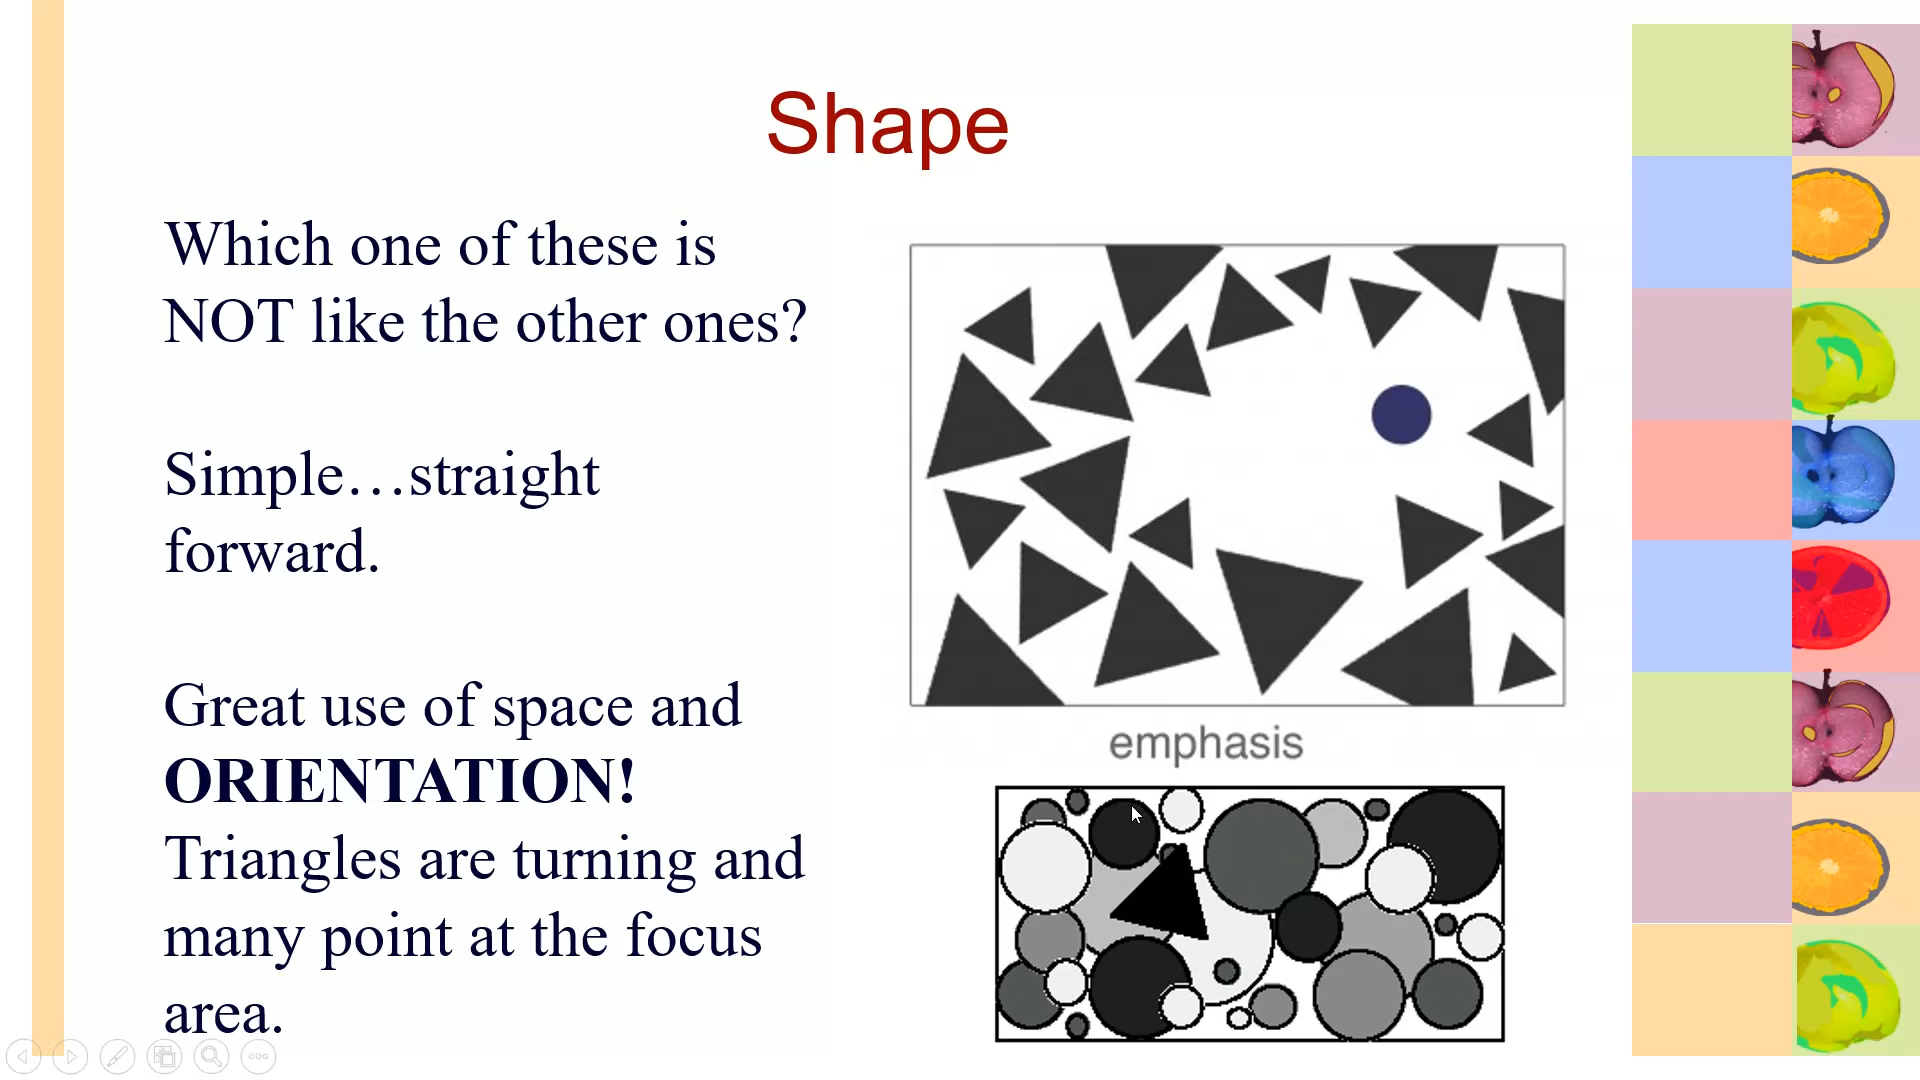 Shape
Which one of these is
NOT like the other ones?
Simple…straight
forward.
Great use of space and
ORIENTATION!
Triangles are turning and
many point at the focus
area.
emphasis